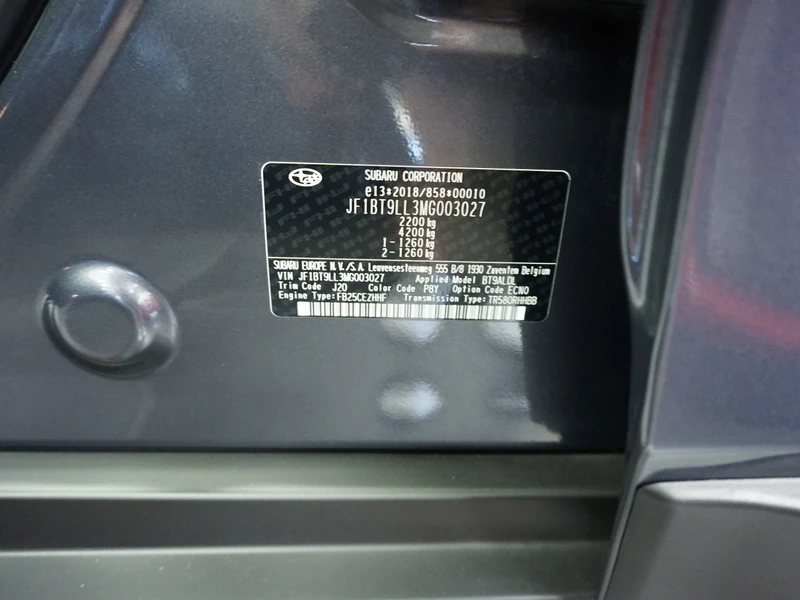 SUBARU CORPORATION
e13*2018/858*00010
JF1BT9LL3MG003027
2200 kg
4200 kg
1 - 1260 kg
2 - 1260 kg
SUBARU EUROPE N.V./S.A. Leuvensesteenweg 555 B/8 1930 Zaventem Belgium
VIN JF1BT9LL3MG003027 Applied Model BT9ALDL
Trim Code J20 Color Code P8Y Option Code ECNO
Engine Type:FB25CEZHHF Transmission Type:TR580RHHBB